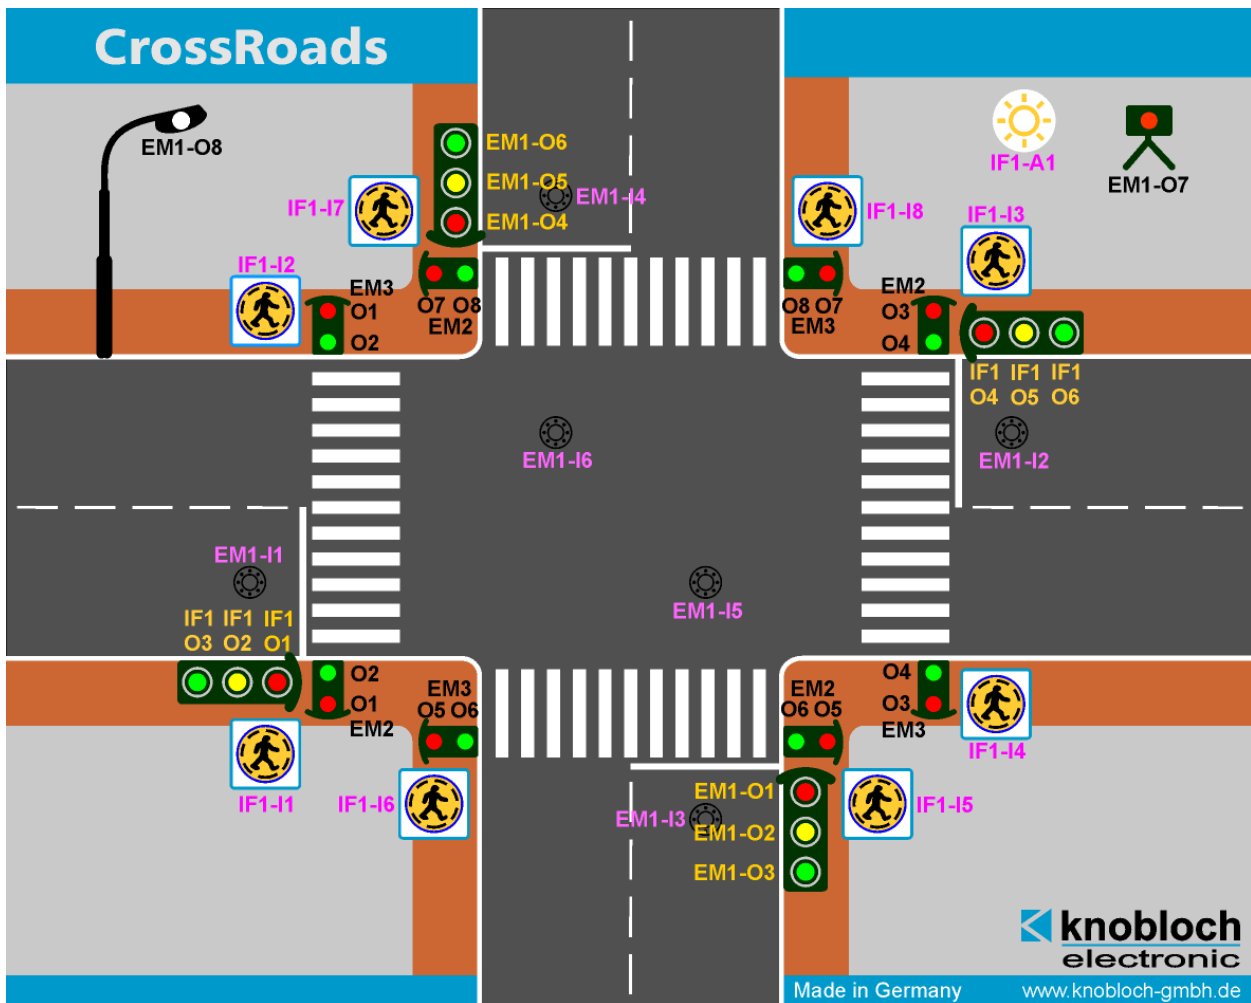 CrossRoads
EM1-O8
EM1-O6
EM1-O5
EM1-O4
EM1-I4
IF1-A1
EM1-O7
IF1-I7
IF1-I8
IF1-I3
IF1-I2
EM3
O1
O2
O7 O8
EM2
O8 O7
EM3
EM2
O3
O4
IF1 IF1 IF1
O4 O5 O6
EM1-I6
EM1-I2
EM1-I1
EM1-I5
IF1 IF1 IF1
O3 O2 O1
O2
O1
EM2
EM3
O5 O6
EM2
O6 O5
O4
O3
EM3
IF1-I4
IF1-I1
IF1-I6
EM1-O1
EM1-I3
EM1-O2
EM1-O3
IF1-I5
knobloch
electronic
Made in Germany
www.knobloch-gmbh.de